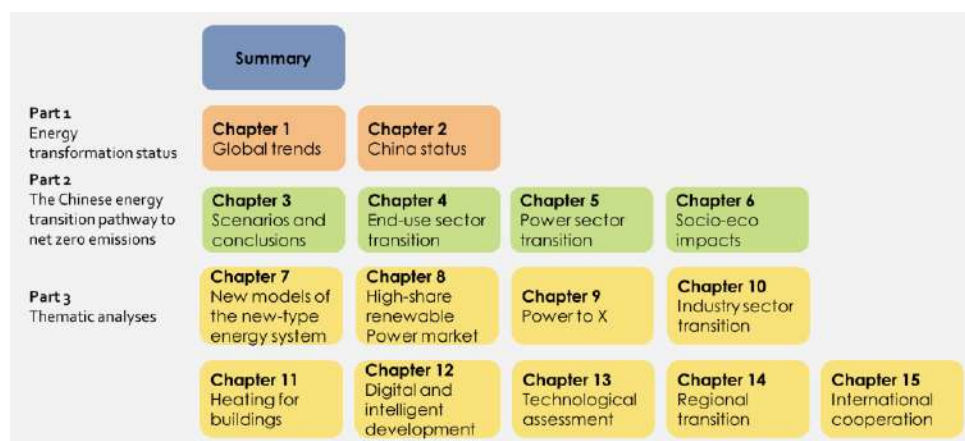 Summary
Part 1
Energy
transformation status
Chapter 1
Global trends
Chapter 2
China status
Part 2
The Chinese energy
transition pathway to
net zero emissions
Chapter 3
Scenarios and
conclusions
Chapter 4
End-use sector
transition
Chapter 5
Power sector
transition
Chapter 6
Socio-eco
impacts
Part 3
Thematic analyses
Chapter 7
New models of
the new-type
energy system
Chapter 8
High-share
renewable
Power market
Chapter 9
Power to X
Chapter 10
Industry sector
transition
Chapter 11
Heating for
buildings
Chapter 12
Digital and
intelligent
development
Chapter 13
Technological
assessment
Chapter 14
Regional
transition
Chapter 15
International
cooperation